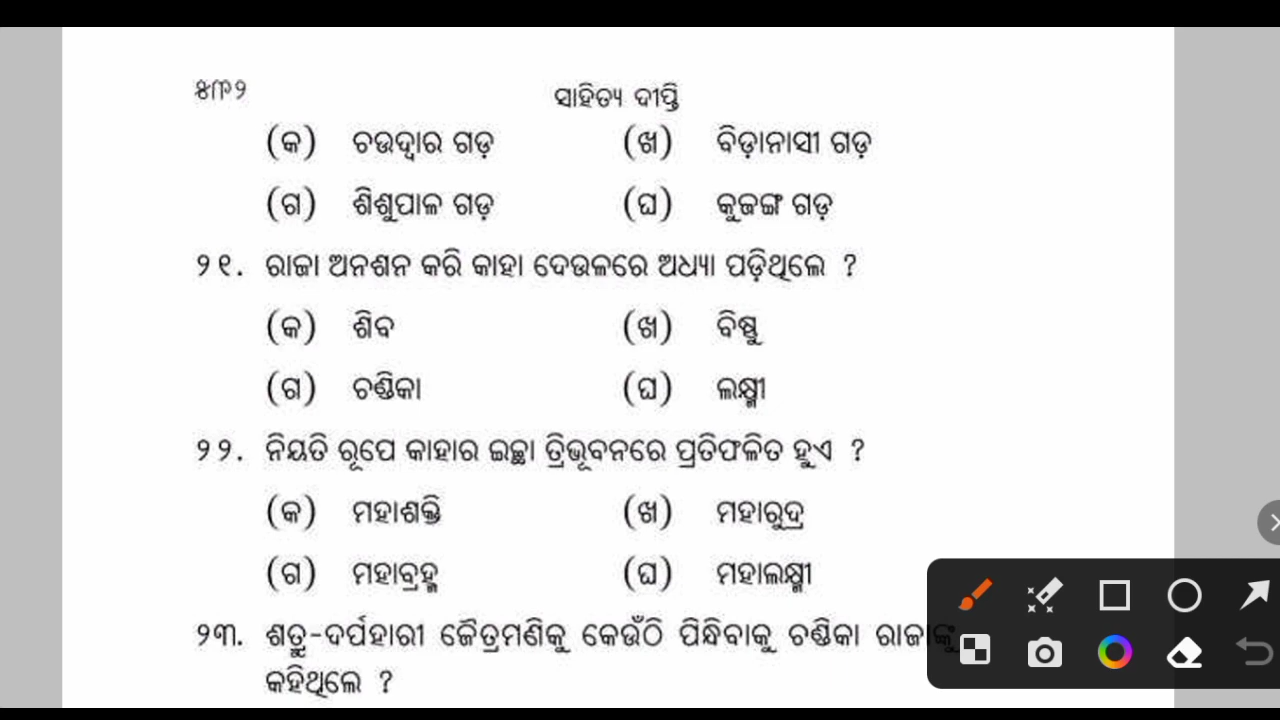 ୫୩୨
ସାହିତ୍ୟ ଦୀପ୍ତି
(କ) ଚଉଦ୍ୱାର ଗଡ଼ (ଖ) ବିଡ଼ାନାସୀ ଗଡ଼
(ଗ) ଶିଶୁପାଳ ଗଡ଼ (ଘ) କୁଜଙ୍ଗ ଗଡ଼
୨୧. ରାଜା ଅନଶନ କରି କାହା ଦେଉଳରେ ଅଧ୍ୟା ପଡ଼ିଥିଲେ ?
(କ) ଶିବ (ଖ) ବିଷ୍ଣୁ
(ଗ) ଚଣ୍ଡିକା (ଘ) ଲକ୍ଷ୍ମୀ
୨୨. ନିୟତି ରୂପେ କାହାର ଇଚ୍ଛା ତ୍ରିଭୂବନରେ ପ୍ରତିଫଳିତ ହୁଏ ?
(କ) ମହାଶକ୍ତି (ଖ) ମହାରୁଦ୍ର
(ଗ) ମହାବ୍ରହ୍ମ (ଘ) ମହାଲକ୍ଷ୍ମୀ
୨୩. ଶତ୍ରୁ-ଦର୍ପହାରୀ ଜୈତ୍ରମଣିକୁ କେଉଁଠି ପିନ୍ଧିବାକୁ ଚଣ୍ଡିକା ରାଜାଙ୍କୁ
କହିଥିଲେ ?